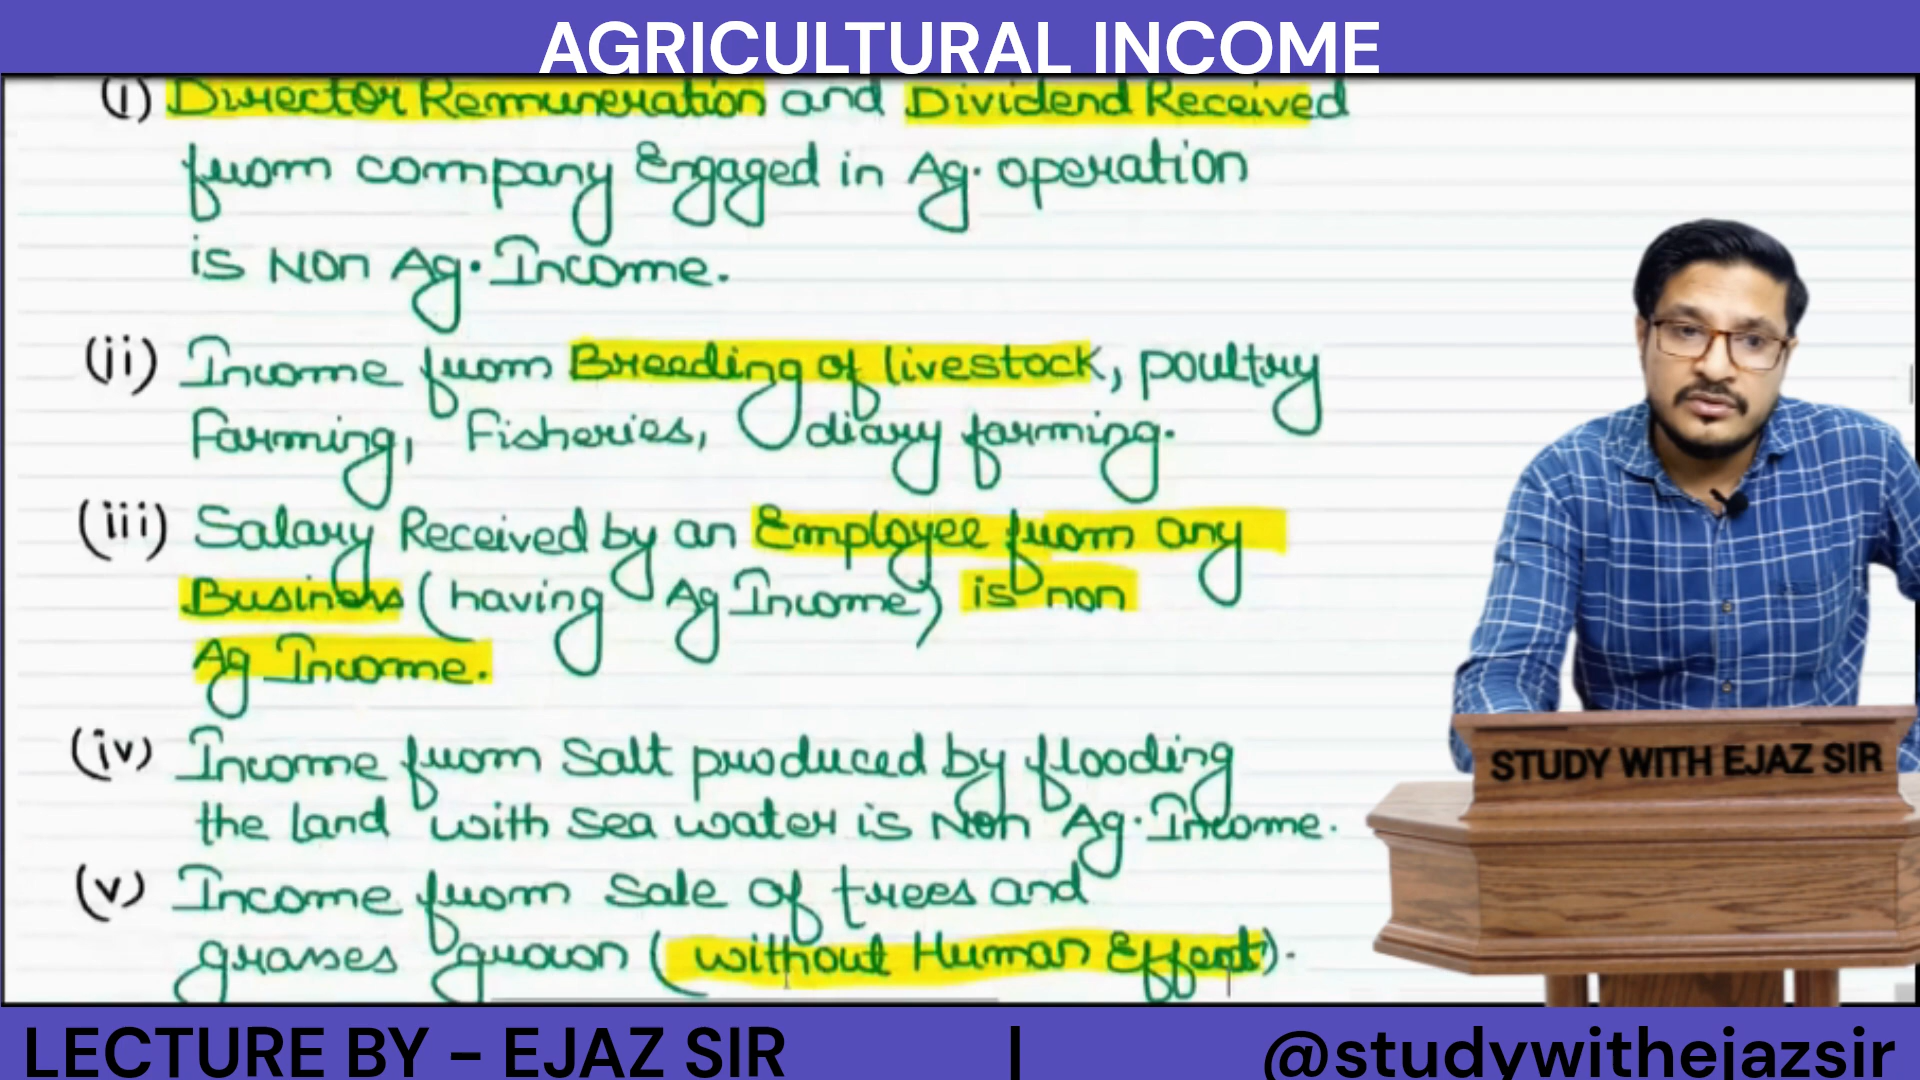 AGRICULTURAL INCOME
(i) Director Remuneration and Dividend Received
from company Engaged in Ag. operation
is Non Ag. Income.
(ii) Income from Breeding of livestock, poultry
Farming, Fisheries, diary farming.
(iii) Salary Received by an Employee from any
Business (having Ag Income) is non
Ag Income.
(iv) Income from Salt produced by flooding
the land with sea water is Non Ag. Income.
(v) Income from Sale of trees and
grasses grown (without Human Effort).
STUDY WITH EJAZ SIR
LECTURE BY - EJAZ SIR | @studywithejazsir